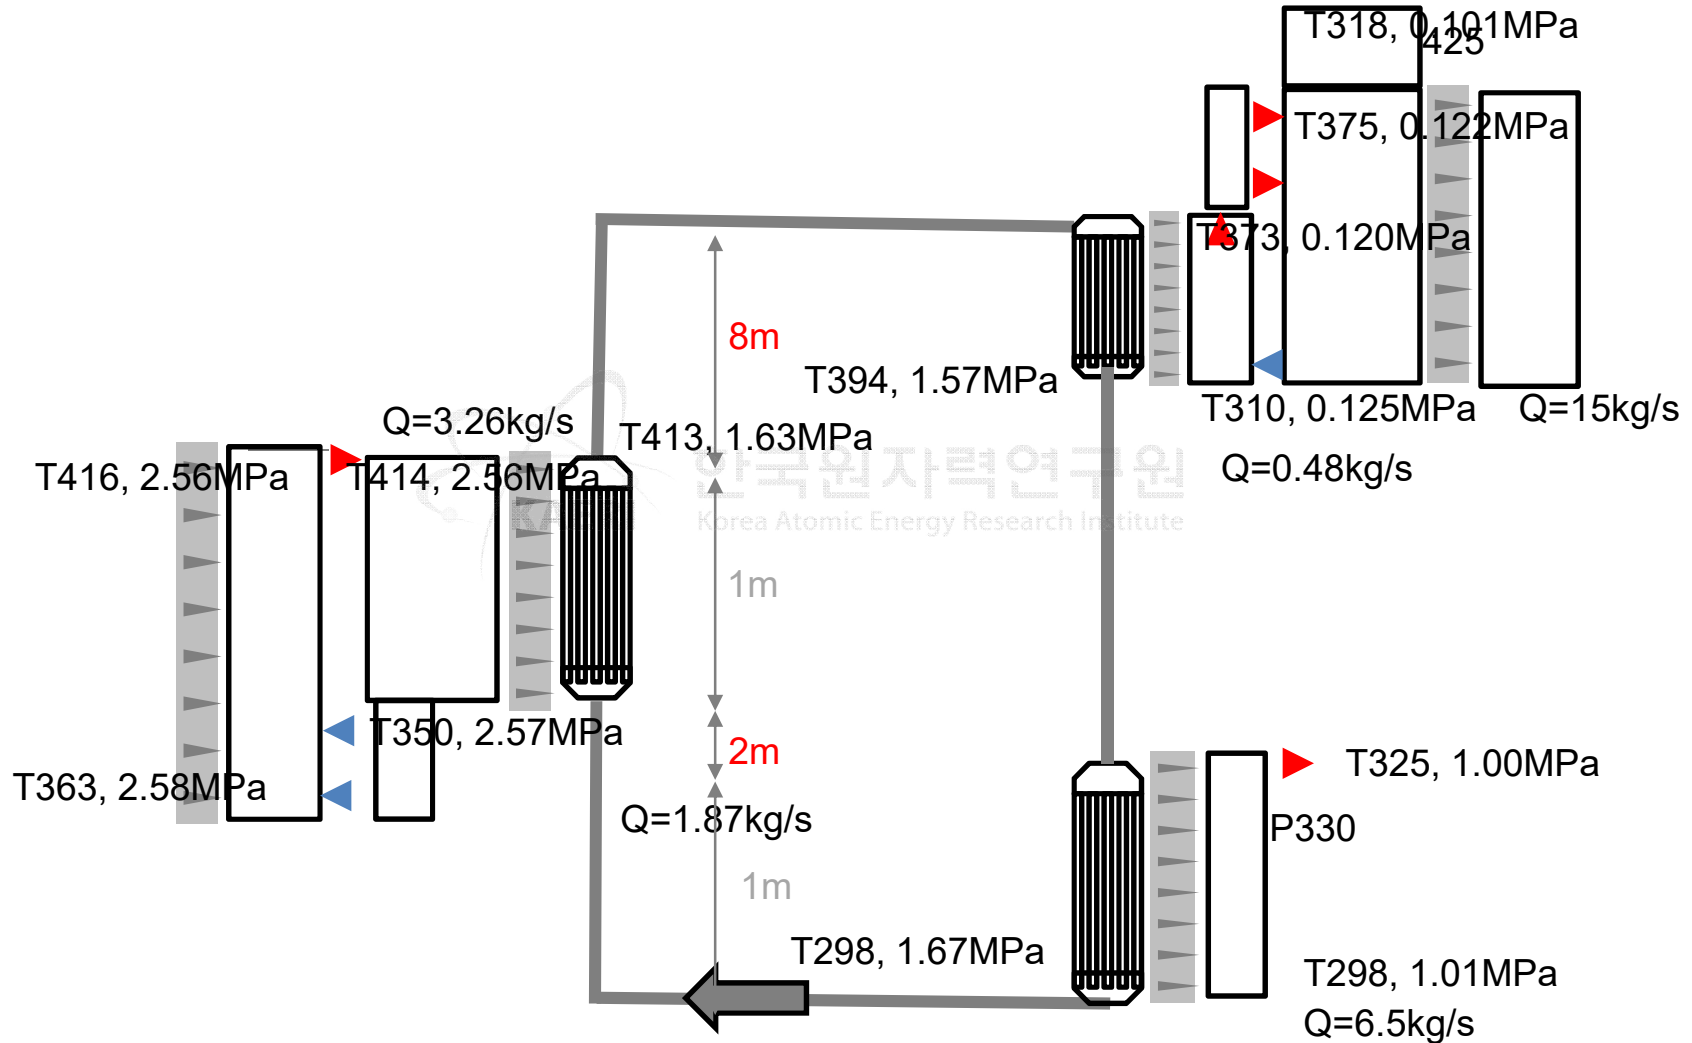 T318, 0.101MPa
425
T375, 0.122MPa
T373, 0.120MPa
8m
T394, 1.57MPa
T310, 0.125MPa
Q=15kg/s
Q=3.26kg/s
T413, 1.63MPa
Q=0.48kg/s
T416, 2.56MPa
T414, 2.56MPa
한국원자력연구원
KAERI
Korea Atomic Energy Research Institute
1m
T350, 2.57MPa
2m
T325, 1.00MPa
T363, 2.58MPa
Q=1.87kg/s
P330
1m
T298, 1.67MPa
T298, 1.01MPa
Q=6.5kg/s